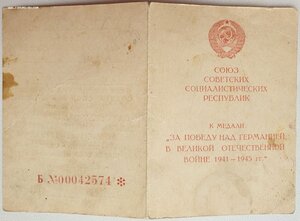 Б №00042574 ✻
СОЮЗ
СОВЕТСКИХ
СОЦИАЛИСТИЧЕСКИХ
РЕСПУБЛИК
К МЕДАЛИ
„ЗА ПОБЕДУ НАД ГЕРМАНИЕЙ
В ВЕЛИКОЙ ОТЕЧЕСТВЕННОЙ
ВОЙНЕ 1941—1945 гг.“